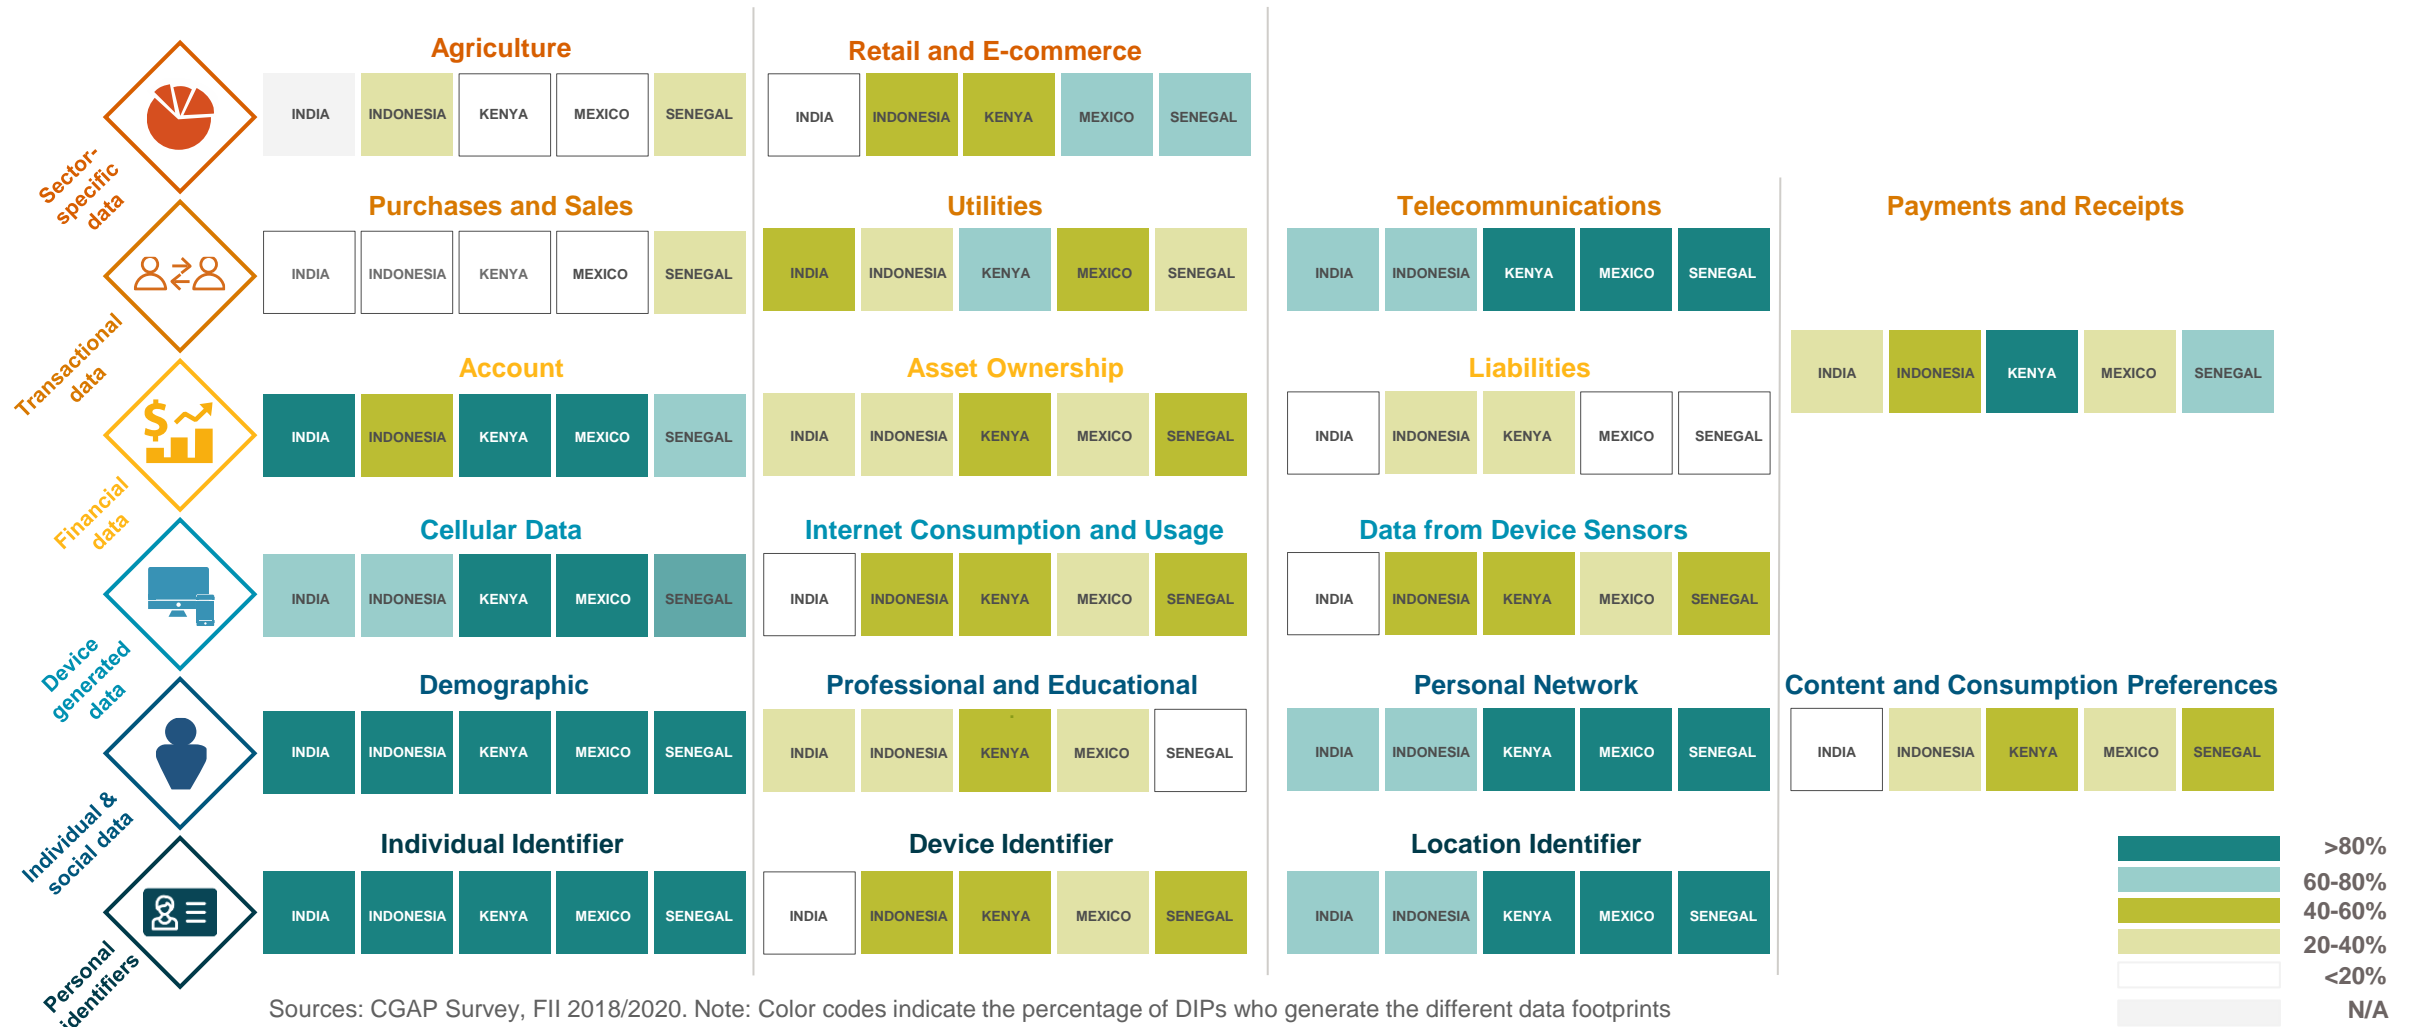 Agriculture
Retail and E-commerce
INDIA INDONESIA KENYA MEXICO SENEGAL
INDIA INDONESIA KENYA MEXICO SENEGAL
Sector-
specific
data
Purchases and Sales
Utilities
Telecommunications
Payments and Receipts
INDIA INDONESIA KENYA MEXICO SENEGAL
INDIA INDONESIA KENYA MEXICO SENEGAL
INDIA INDONESIA KENYA MEXICO SENEGAL
INDIA INDONESIA KENYA MEXICO SENEGAL
Transactional
data
Account
Asset Ownership
Liabilities
INDIA INDONESIA KENYA MEXICO SENEGAL
INDIA INDONESIA KENYA MEXICO SENEGAL
INDIA INDONESIA KENYA MEXICO SENEGAL
Financial
data
Cellular Data
Internet Consumption and Usage
Data from Device Sensors
INDIA INDONESIA KENYA MEXICO SENEGAL
INDIA INDONESIA KENYA MEXICO SENEGAL
INDIA INDONESIA KENYA MEXICO SENEGAL
Device
generated
data
Demographic
Professional and Educational
Personal Network
Content and Consumption Preferences
INDIA INDONESIA KENYA MEXICO SENEGAL
INDIA INDONESIA KENYA MEXICO SENEGAL
INDIA INDONESIA KENYA MEXICO SENEGAL
INDIA INDONESIA KENYA MEXICO SENEGAL
Individual &
social data
Individual Identifier
Device Identifier
Location Identifier
INDIA INDONESIA KENYA MEXICO SENEGAL
INDIA INDONESIA KENYA MEXICO SENEGAL
INDIA INDONESIA KENYA MEXICO SENEGAL
Personal
identifiers
>80%
60-80%
40-60%
20-40%
<20%
N/A
Sources: CGAP Survey, FII 2018/2020. Note: Color codes indicate the percentage of DIPs who generate the different data footprints